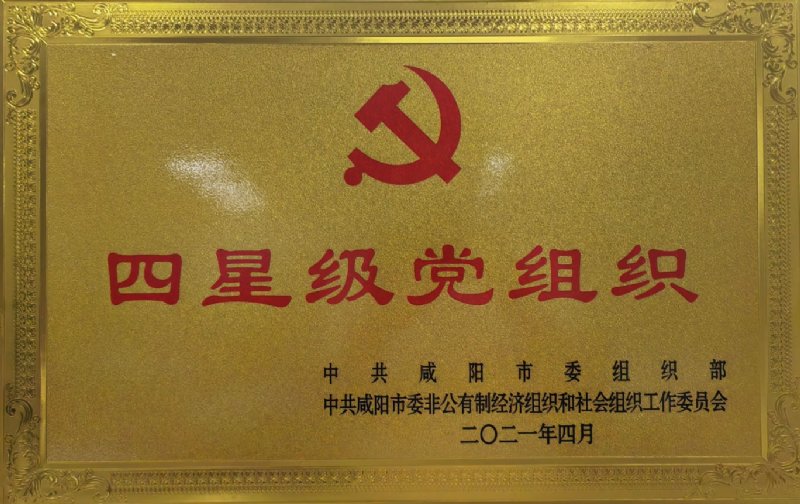 四星级党组织
中共咸阳市委组织部
中共咸阳市委非公有制经济组织和社会组织工作委员会
二〇二一年四月